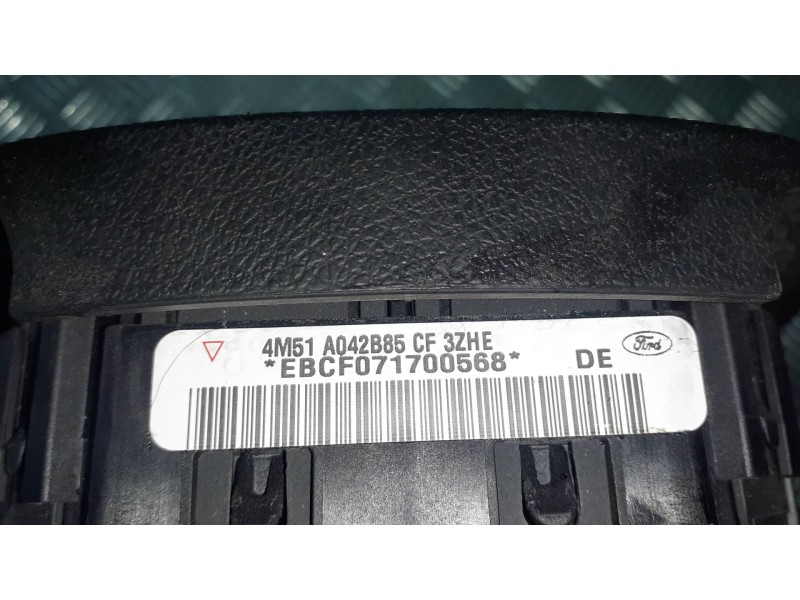 4M51 A042B85 CF 3ZHE
*EBCF071700568* DE Ford